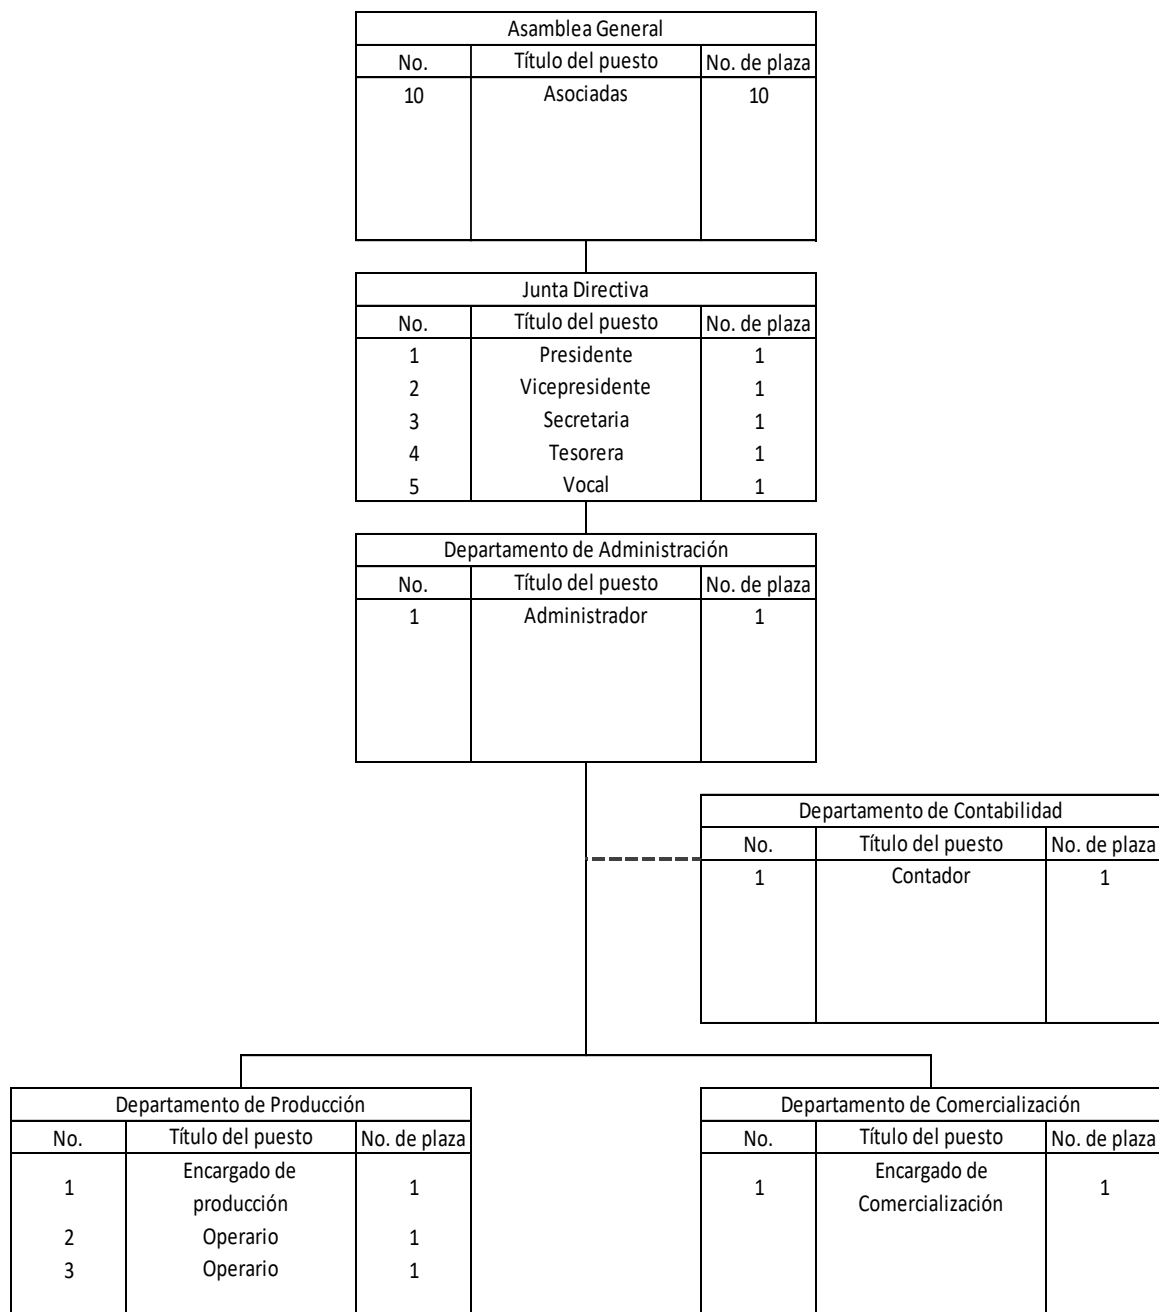 Asamblea General
No. Título del puesto No. de plaza
10 Asociadas 10
Junta Directiva
No. Título del puesto No. de plaza
1 Presidente 1
2 Vicepresidente 1
3 Secretaria 1
4 Tesorera 1
5 Vocal 1
Departamento de Administración
No. Título del puesto No. de plaza
1 Administrador 1
Departamento de Contabilidad
No. Título del puesto No. de plaza
1 Contador 1
Departamento de Producción
No. Título del puesto No. de plaza
1 Encargado de 1
producción
2 Operario 1
3 Operario 1
Departamento de Comercialización
No. Título del puesto No. de plaza
1 Encargado de 1
Comercialización